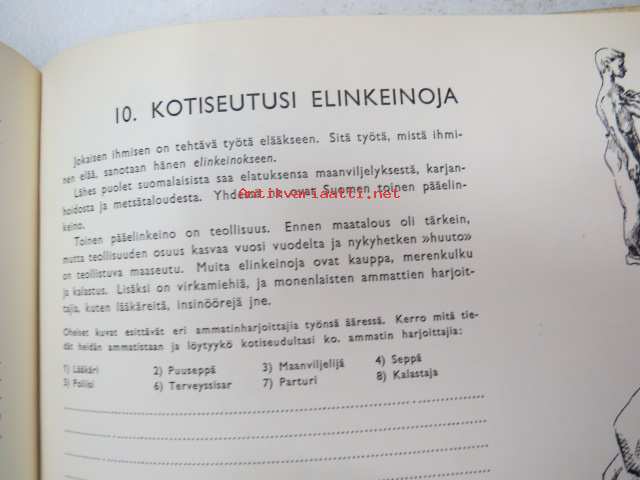 10. KOTISEUTUSI ELINKEINOJA
Jokaisen ihmisen on tehtävä työtä elääkseen. Sitä työtä, mistä ihmi-
nen elää, sanotaan hänen elinkeinokseen.
Lähes puolet suomalaisista saa elatuksensa maanviljelyksestä, karjan-
hoidosta ja metsätaloudesta. Yhdessä ne ovat Suomen toinen pääelin-
keino.
Antikvariaatti.net
Toinen pääelinkeino on teollisuus. Ennen maatalous oli tärkein,
mutta teollisuuden osuus kasvaa vuosi vuodelta ja nykyhetken »huuto»
on teollistuva maaseutu. Muita elinkeinoja ovat kauppa, merenkulku
ja kalastus. Lisäksi on virkamiehiä, ja monenlaisten ammattien harjoit-
tajia, kuten lääkäreitä, insinöörejä jne.
Oheiset kuvat esittävät eri ammatinharjoittajia työnsä ääressä. Kerro mitä tie-
dät heidän ammatistaan ja löytyykö kotiseudultasi ko. ammatin harjoittajia:
1) Lääkäri 2) Puuseppä 3) Maanviljelijä 4) Seppä
5) Poliisi 6) Terveyssisar 7) Parturi 8) Kalastaja